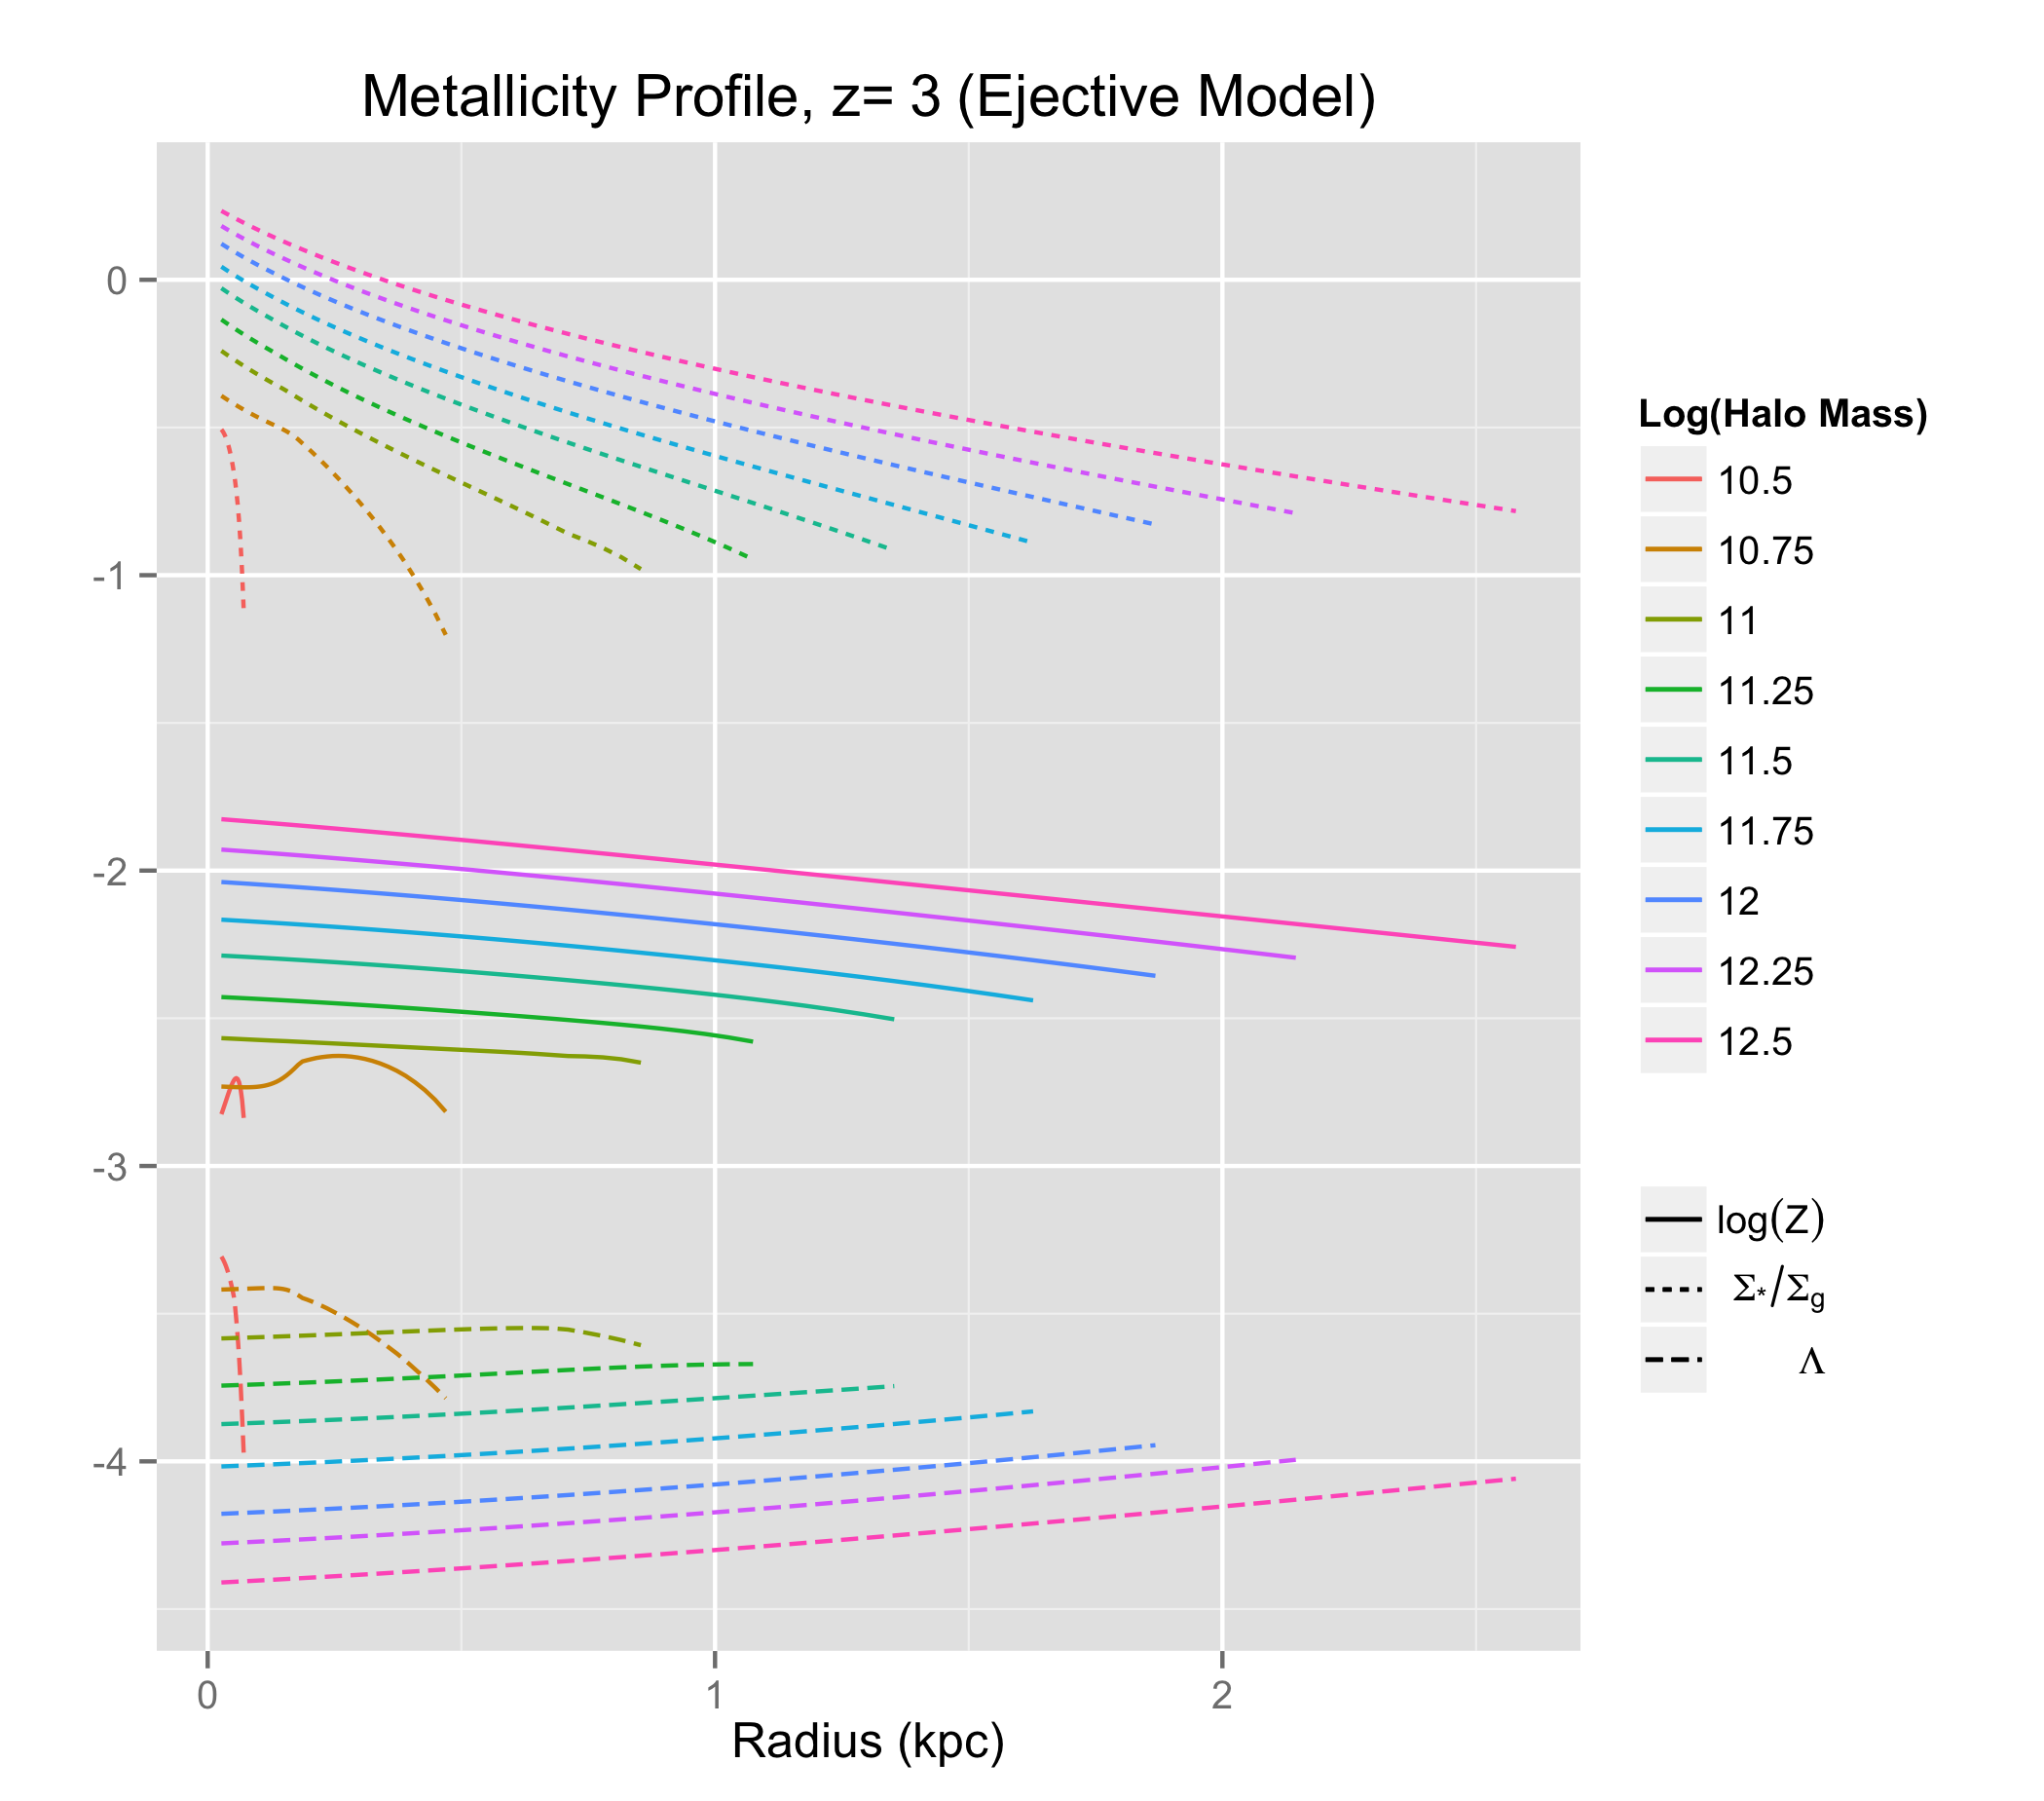 Metallicity Profile, z= 3 (Ejective Model)
0
-1
-2
-3
-4
0 1 2
Radius (kpc)
Log(Halo Mass)
10.5
10.75
11
11.25
11.5
11.75
12
12.25
12.5
log(Z)
Σ*/Σg
Λ